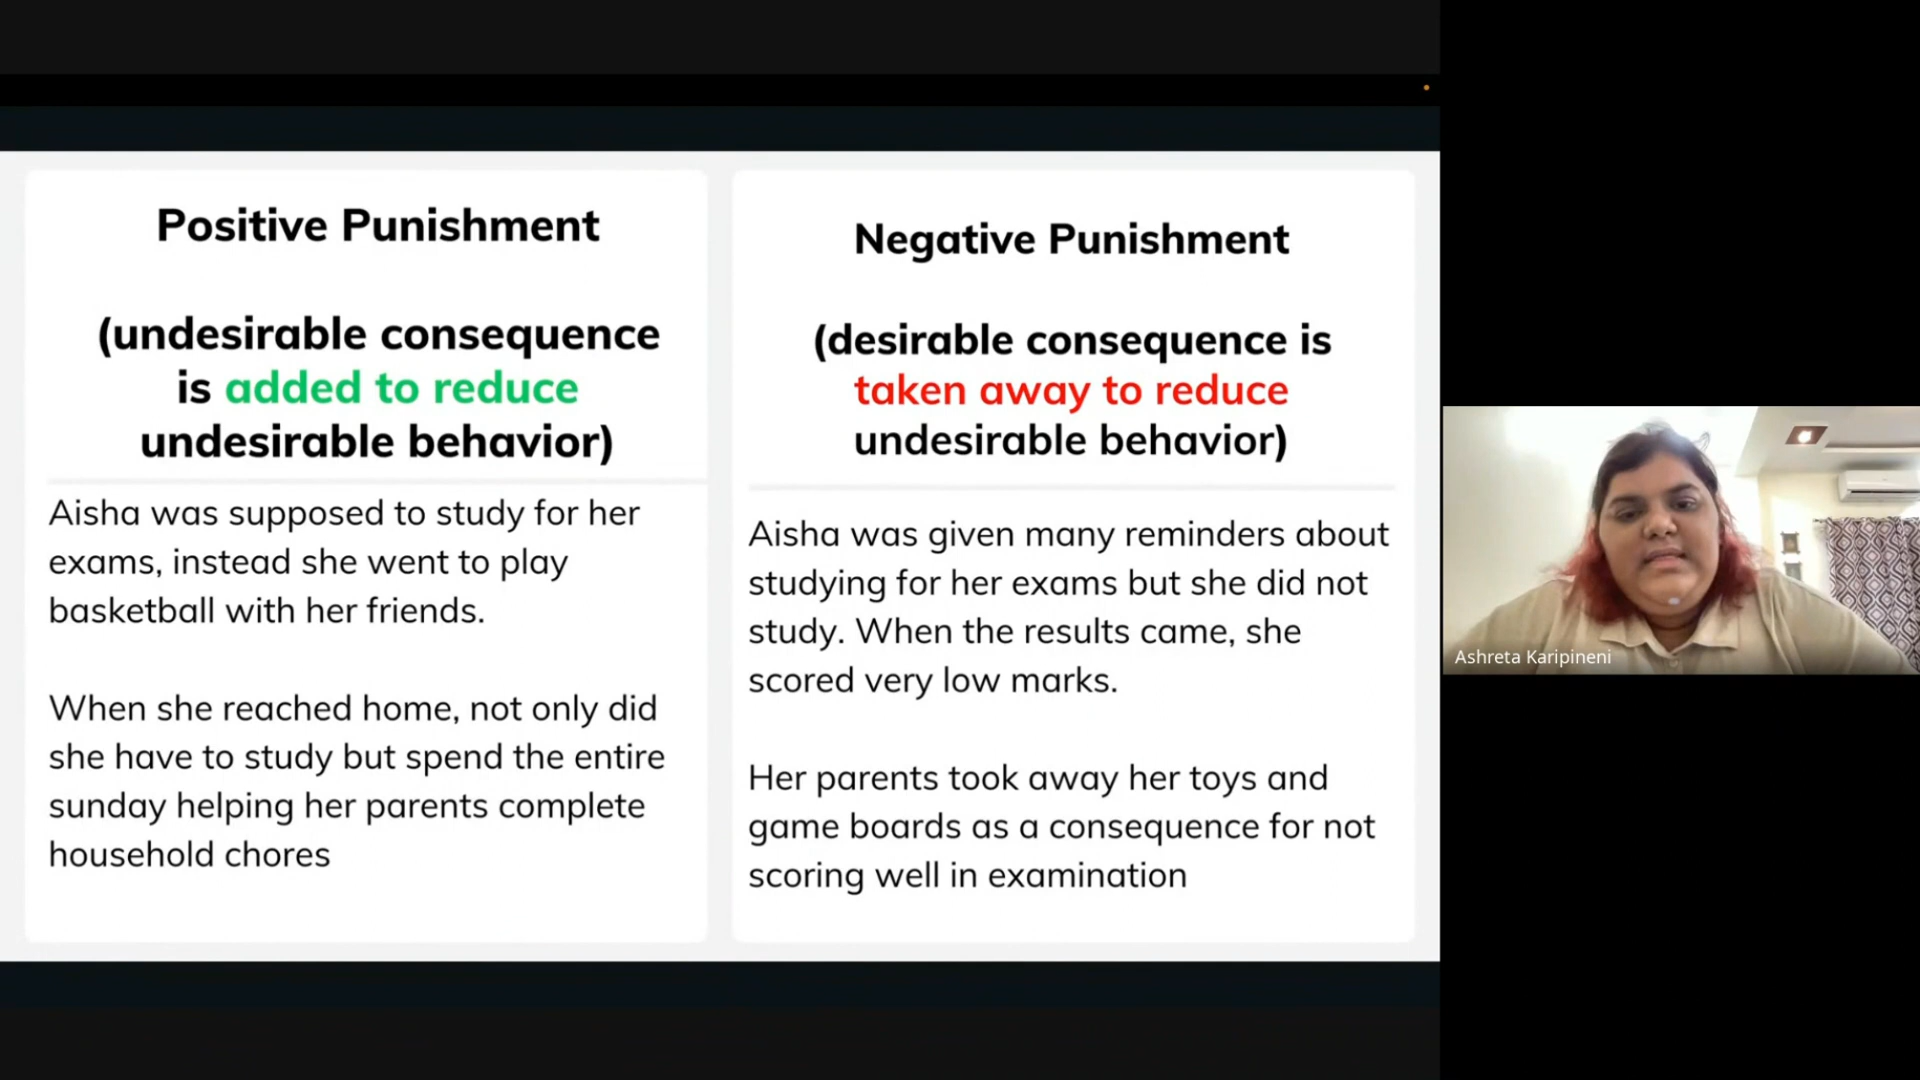 Positive Punishment
(undesirable consequence
is added to reduce
undesirable behavior)
Aisha was supposed to study for her
exams, instead she went to play
basketball with her friends.
When she reached home, not only did
she have to study but spend the entire
sunday helping her parents complete
household chores
Negative Punishment
(desirable consequence is
taken away to reduce
undesirable behavior)
Aisha was given many reminders about
studying for her exams but she did not
study. When the results came, she
scored very low marks.
Her parents took away her toys and
game boards as a consequence for not
scoring well in examination
Ashreta Karipineni